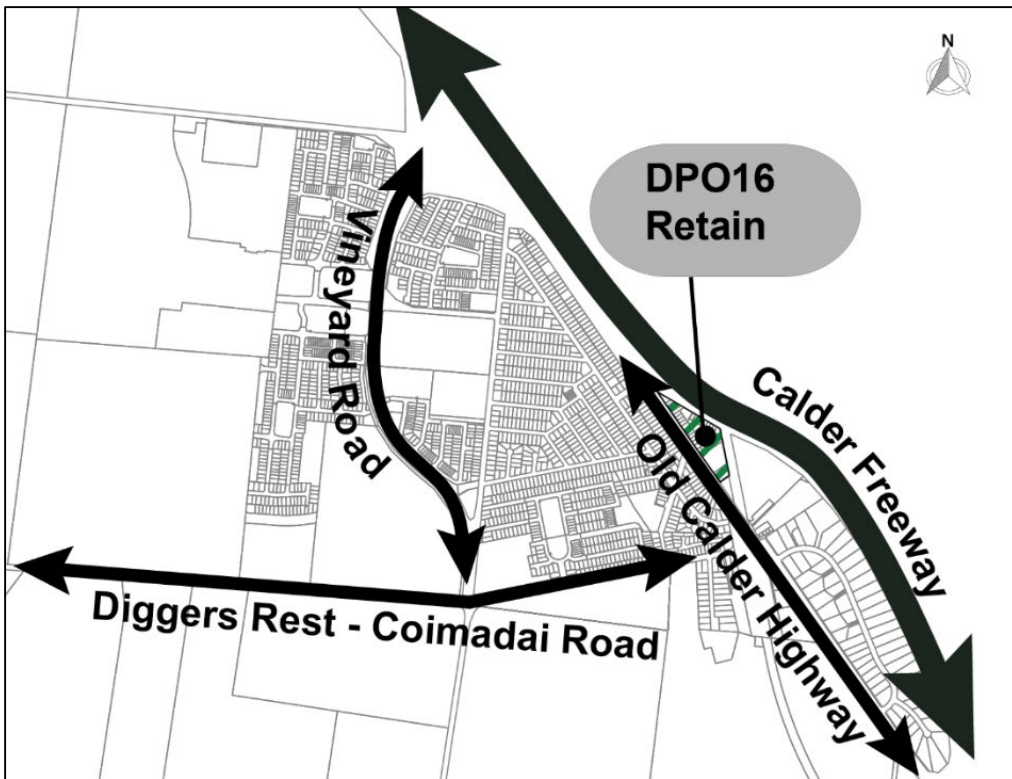 N
DPO16
Retain
Vineyard Road
Calder Freeway
Old Calder Highway
Diggers Rest - Coimadai Road